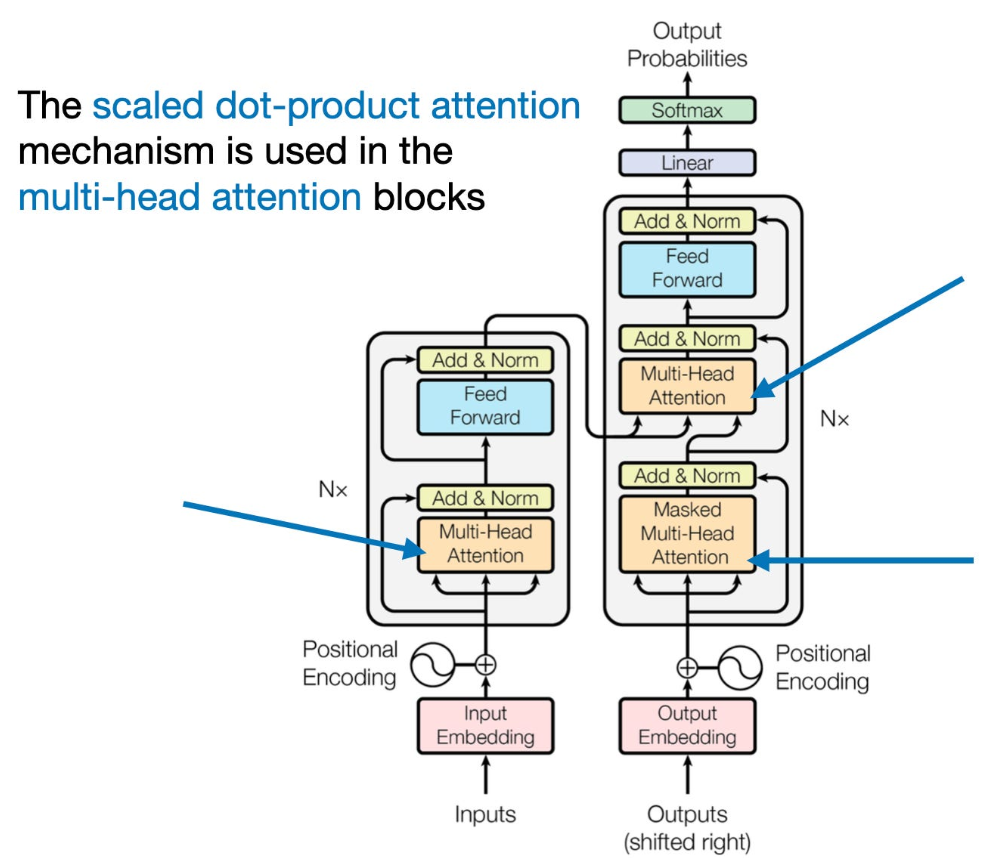 The scaled dot-product attention
mechanism is used in the
multi-head attention blocks
Output
Probabilities
Softmax
Linear
Add & Norm
Feed
Forward
Add & Norm
Multi-Head
Attention
Nx
Add & Norm
Masked
Multi-Head
Attention
Positional
Encoding
Output
Embedding
Outputs
(shifted right)
Add & Norm
Feed
Forward
Nx
Add & Norm
Multi-Head
Attention
Positional
Encoding
Input
Embedding
Inputs